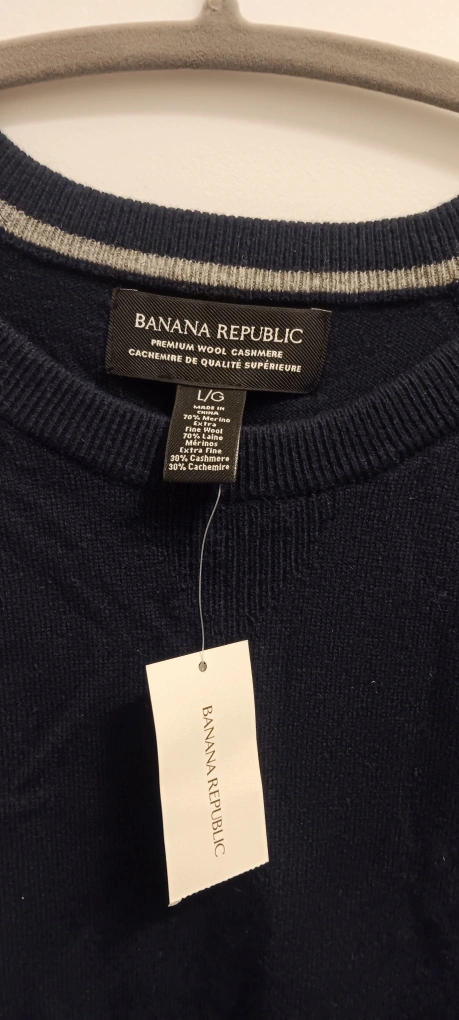 BANANA REPUBLIC
PREMIUM WOOL CASHMERE
CACHEMIRE DE QUALITÉ SUPÉRIEURE
L/G
MADE IN
CHINA
70% Merino
Extra
Fine Wool
70% Laine
Mérinos
Extra Fine
30% Cashmere
30% Cachemire
BANANA REPUBLIC